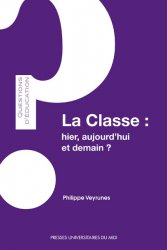 QUESTIONS
D'ÉDUCATION
La Classe :
hier, aujourd'hui
et demain ?
Philippe Veyrunes
PRESSES UNIVERSITAIRES DU MIDI